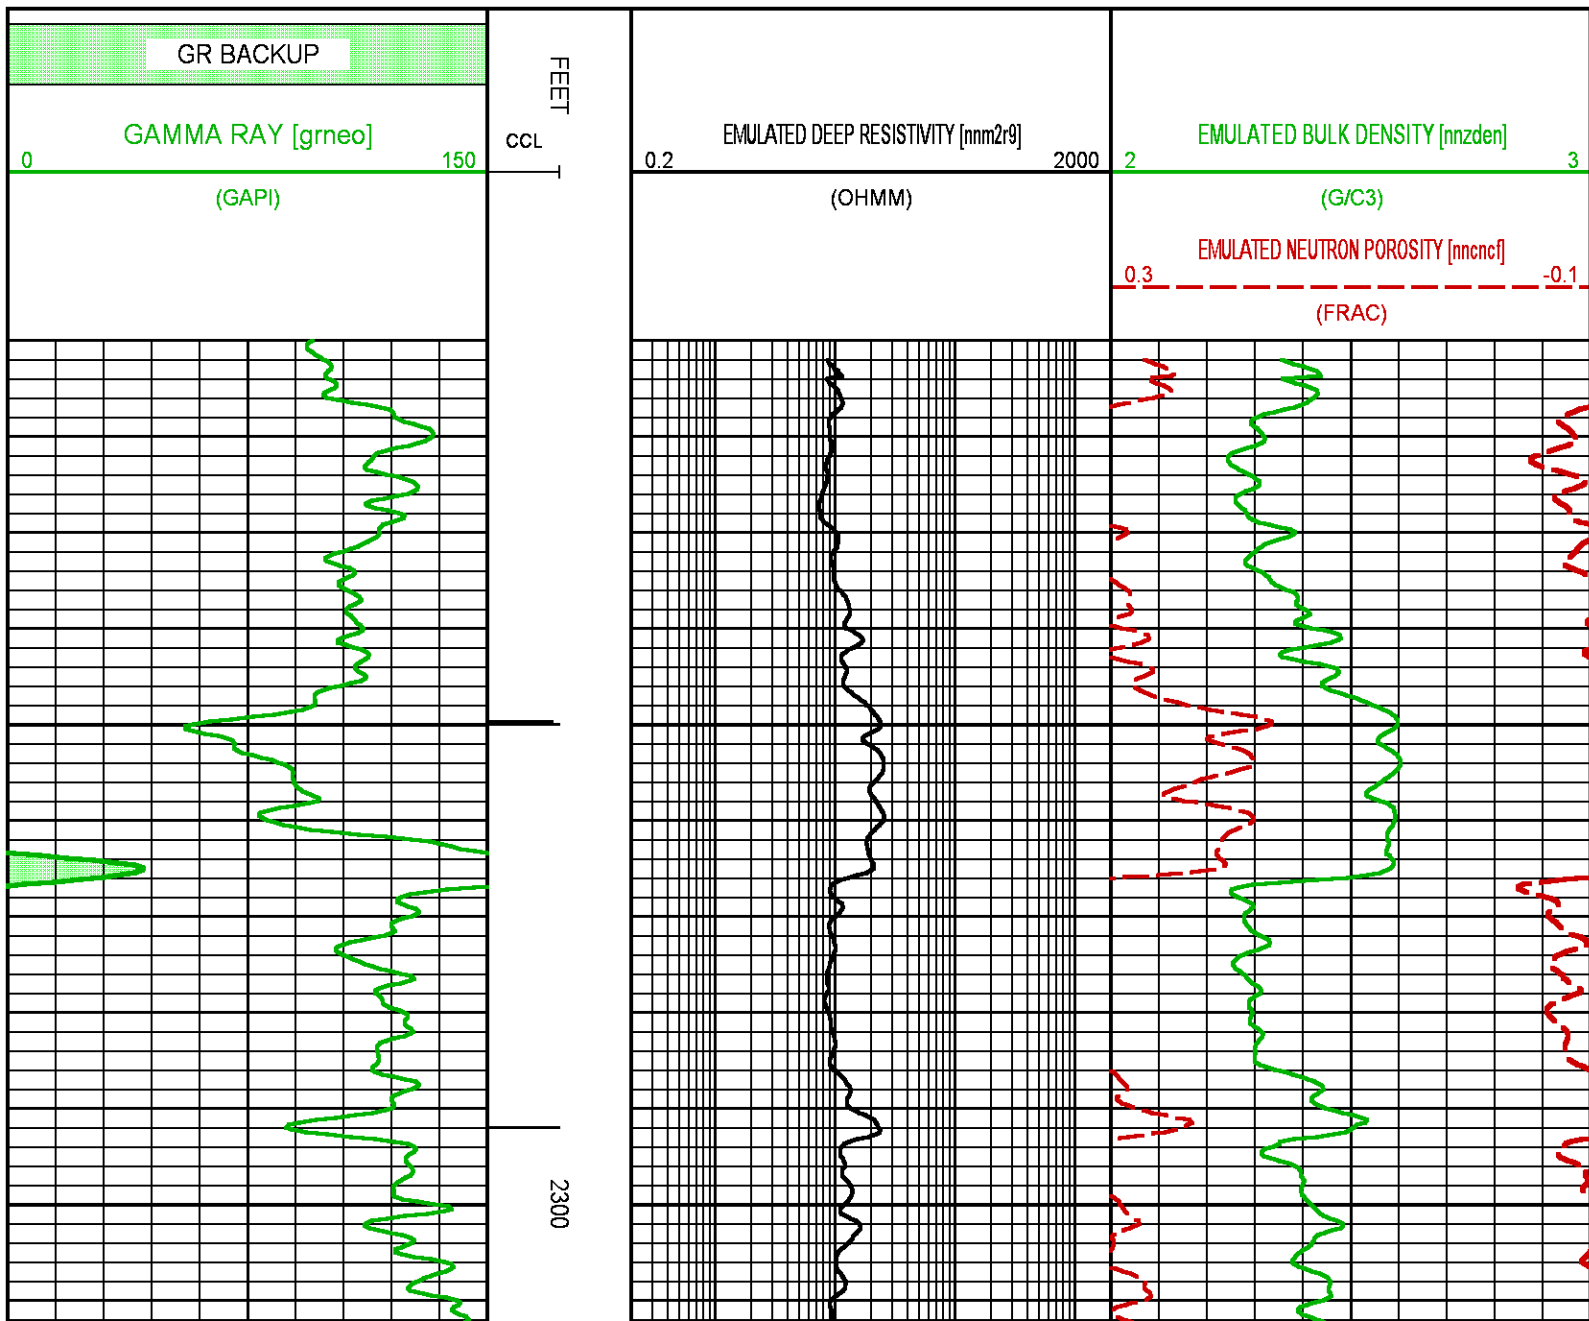 GR BACKUP
GAMMA RAY [grneo]
0 150
(GAPI)
FEET
CCL
EMULATED DEEP RESISTIVITY [nnm2r9]
0.2 2000
(OHMM)
EMULATED BULK DENSITY [nnzden]
2 3
(G/C3)
EMULATED NEUTRON POROSITY [nncncf]
0.3 -0.1
(FRAC)
2300